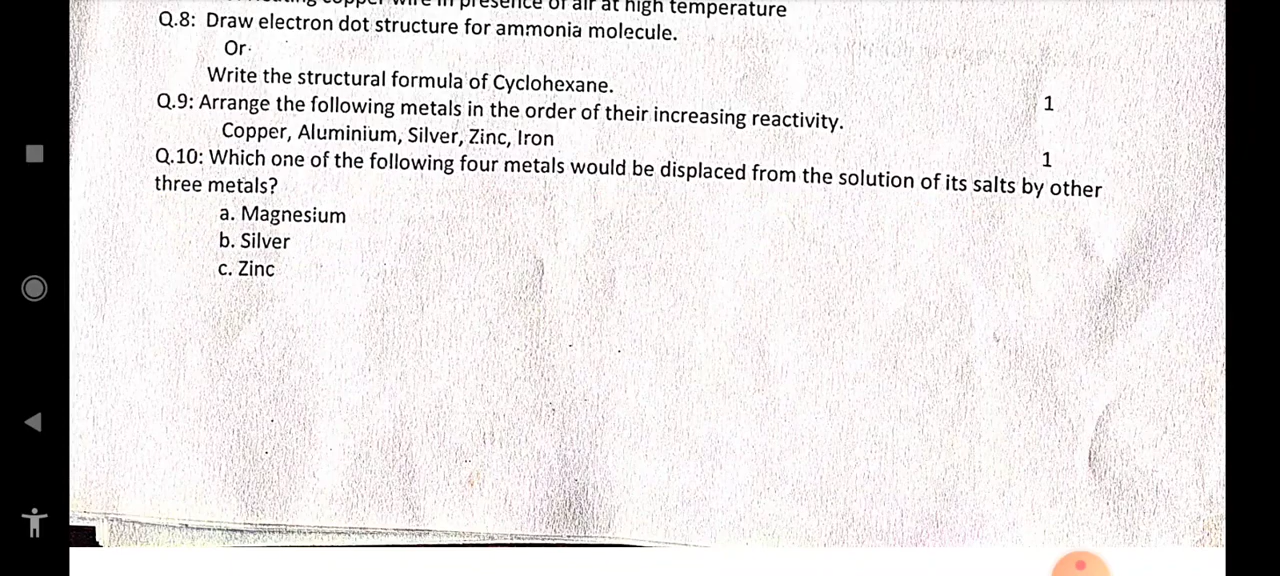 copper wire in presence of air at high temperature
Q.8: Draw electron dot structure for ammonia molecule.
Or
Write the structural formula of Cyclohexane.
1
Q.9: Arrange the following metals in the order of their increasing reactivity.
Copper, Aluminium, Silver, Zinc, Iron
1
Q.10: Which one of the following four metals would be displaced from the solution of its salts by other
three metals?
a. Magnesium
b. Silver
c. Zinc